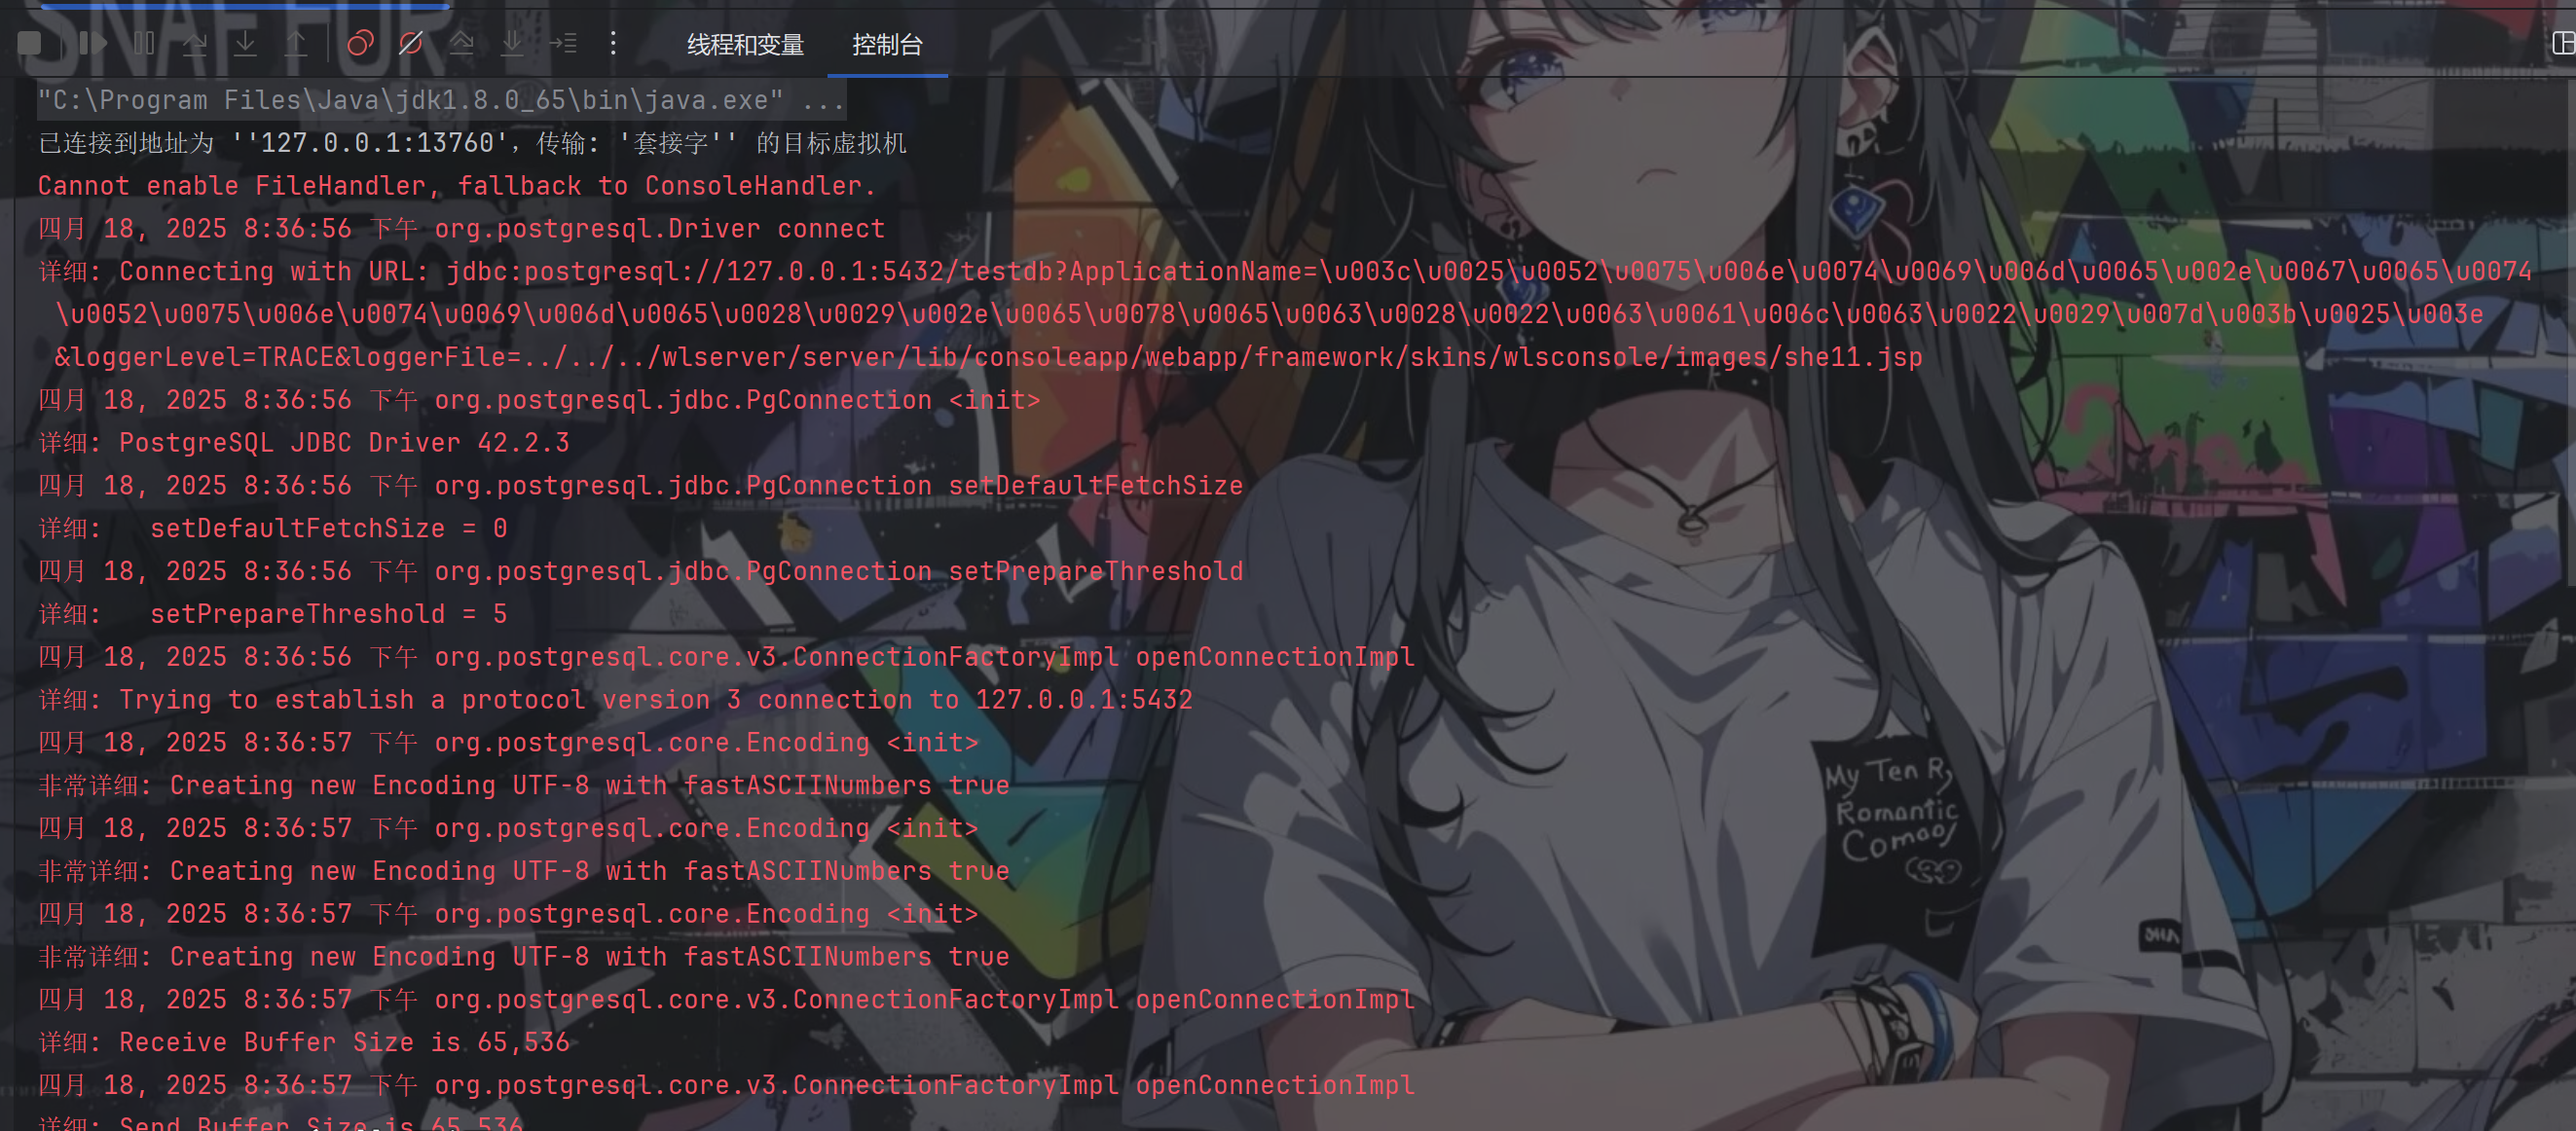 线程和变量 控制台
"C:\Program Files\Java\jdk1.8.0_65\bin\java.exe" ...
已连接到地址为 ''127.0.0.1:13760'，传输: '套接字'' 的目标虚拟机
Cannot enable FileHandler, fallback to ConsoleHandler.
四月 18, 2025 8:36:56 下午 org.postgresql.Driver connect
详细: Connecting with URL: jdbc:postgresql://127.0.0.1:5432/testdb?ApplicationName=\u003c\u0025\u0052\u0075\u006e\u0074\u0069\u006d\u0065\u002e\u0067\u0065\u0074
\u0052\u0075\u006e\u0074\u0069\u006d\u0065\u0028\u0029\u002e\u0065\u0078\u0065\u0063\u0028\u0022\u0063\u0061\u006c\u0063\u0022\u0029\u007d\u003b\u0025\u003e
&loggerLevel=TRACE&loggerFile=../../../wlserver/server/lib/consoleapp/webapp/framework/skins/wlsconsole/images/she11.jsp
四月 18, 2025 8:36:56 下午 org.postgresql.jdbc.PgConnection <init>
详细: PostgreSQL JDBC Driver 42.2.3
四月 18, 2025 8:36:56 下午 org.postgresql.jdbc.PgConnection setDefaultFetchSize
详细:   setDefaultFetchSize = 0
四月 18, 2025 8:36:56 下午 org.postgresql.jdbc.PgConnection setPrepareThreshold
详细:   setPrepareThreshold = 5
四月 18, 2025 8:36:56 下午 org.postgresql.core.v3.ConnectionFactoryImpl openConnectionImpl
详细: Trying to establish a protocol version 3 connection to 127.0.0.1:5432
四月 18, 2025 8:36:57 下午 org.postgresql.core.Encoding <init>
非常详细: Creating new Encoding UTF-8 with fastASCIINumbers true
四月 18, 2025 8:36:57 下午 org.postgresql.core.Encoding <init>
非常详细: Creating new Encoding UTF-8 with fastASCIINumbers true
四月 18, 2025 8:36:57 下午 org.postgresql.core.Encoding <init>
非常详细: Creating new Encoding UTF-8 with fastASCIINumbers true
四月 18, 2025 8:36:57 下午 org.postgresql.core.v3.ConnectionFactoryImpl openConnectionImpl
详细: Receive Buffer Size is 65,536
四月 18, 2025 8:36:57 下午 org.postgresql.core.v3.ConnectionFactoryImpl openConnectionImpl
详细: Send Buffer Size is 65,536
SNAP FOR
Teen
My Ten R
Romantic